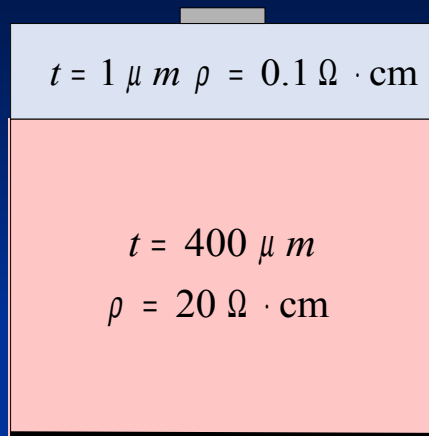 t = 1 μ m ρ = 0.1 Ω · cm
t = 400 μ m
ρ = 20 Ω · cm